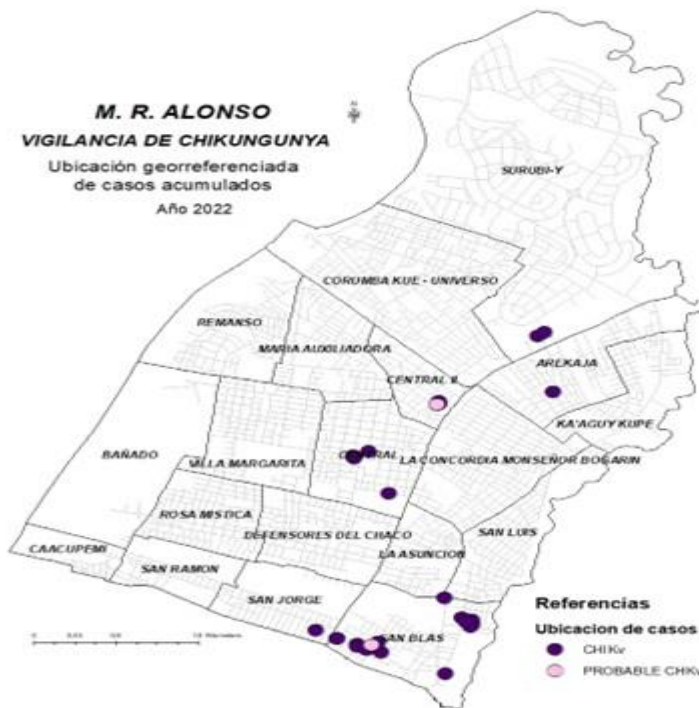 M. R. ALONSO
VIGILANCIA DE CHIKUNGUNYA
Ubicación georreferenciada
de casos acumulados
Año 2022
SURUBI-Y
CORUMBA KUE - UNIVERSO
REMANSO
MARIA AUXILIADORA
AREKAJA
CENTRAL II
KA'AGUY KUPE
BAÑADO
VILLA MARGARITA
LA CONCORDIA MONSEÑOR BOGARIN
ROSA MISTICA
DEFENSORES DEL CHACO
SAN LUIS
CAACUPEMI
LA ASUNCION
SAN RAMON
SAN JORGE
SAN BLAS
Referencias
Ubicacion de casos
CHIKv
PROBABLE CHKv